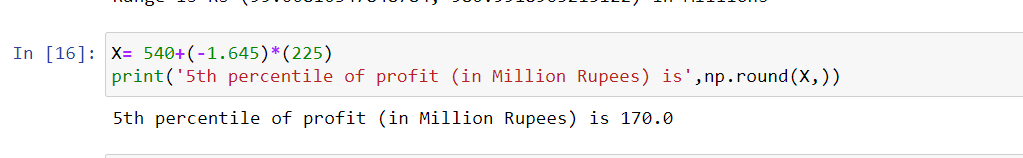 In [16]: X= 540+(-1.645)*(225)
print('5th percentile of profit (in Million Rupees) is',np.round(X,))
5th percentile of profit (in Million Rupees) is 170.0